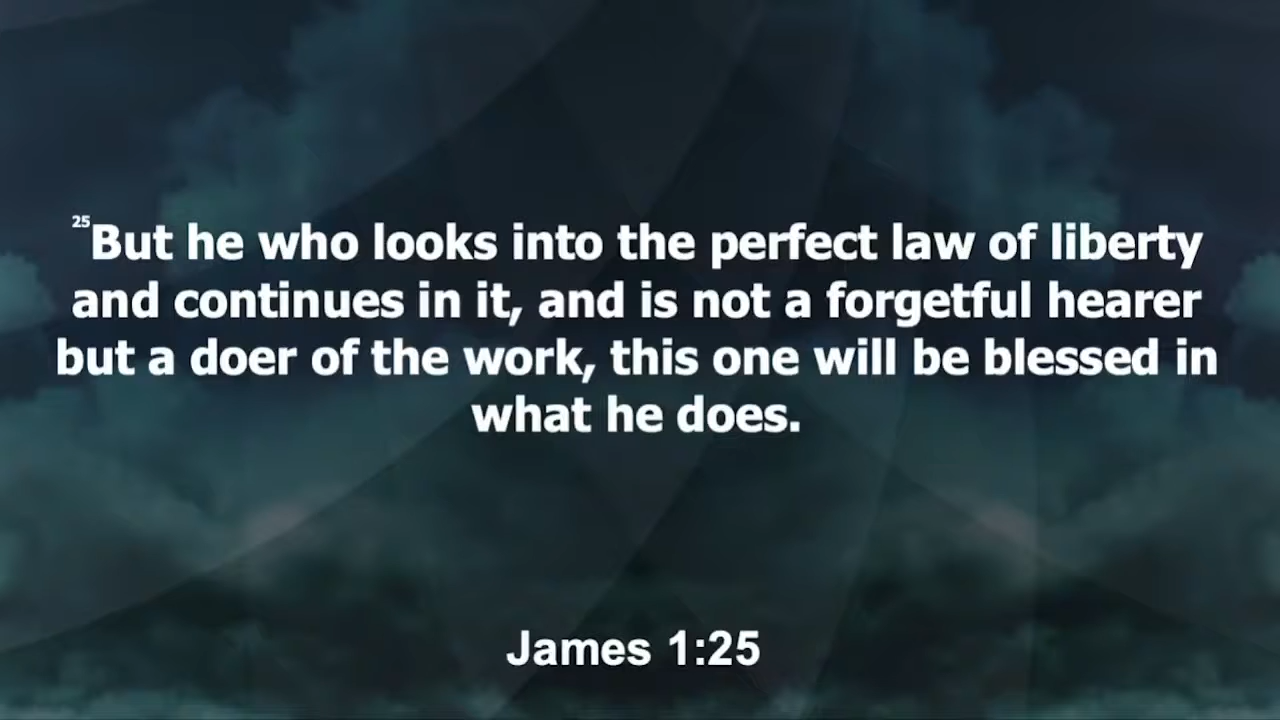 25But he who looks into the perfect law of liberty
and continues in it, and is not a forgetful hearer
but a doer of the work, this one will be blessed in
what he does.
James 1:25